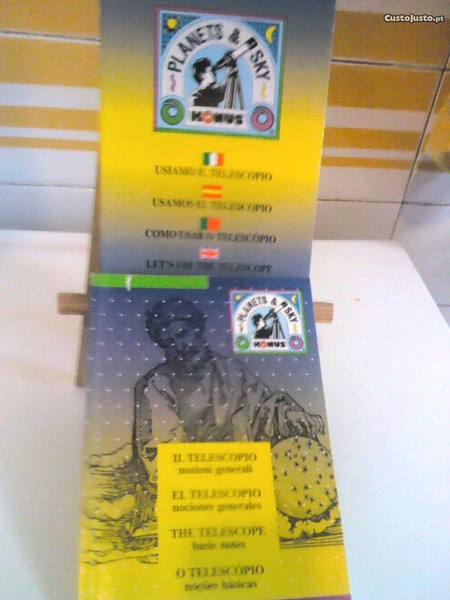 CustoJusto.pt
PLANETS & SKY
KONUS
USIAMO IL TELESCOPIO
USAMOS EL TELESCOPIO
COMO USAR O TELESCÓPIO
LET'S USE THE TELESCOPE
PLANETS & SKY
KONUS
IL TELESCOPIO
nozioni generali
EL TELESCOPIO
nociones generales
THE TELESCOPE
basic notes
O TELESCÓPIO
noções básicas